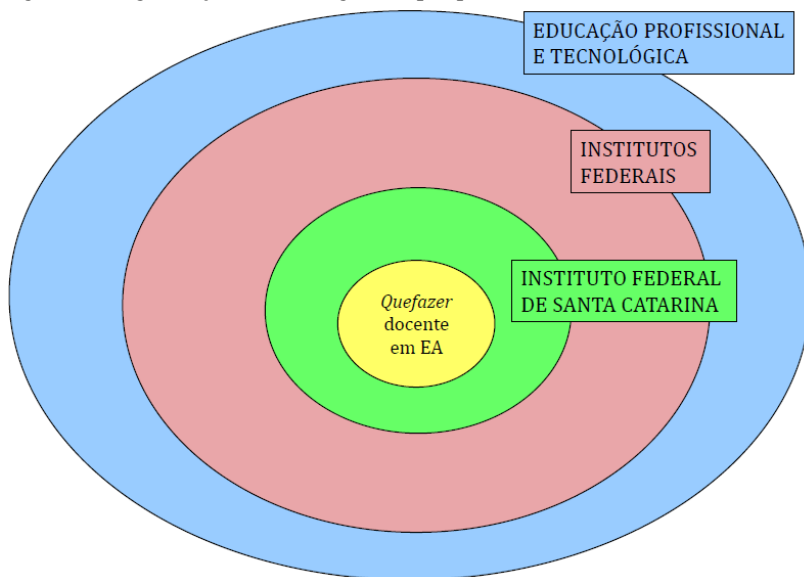 EDUCAÇÃO PROFISSIONAL
E TECNOLÓGICA
INSTITUTOS
FEDERAIS
INSTITUTO FEDERAL
DE SANTA CATARINA
Quefazer
docente
em EA